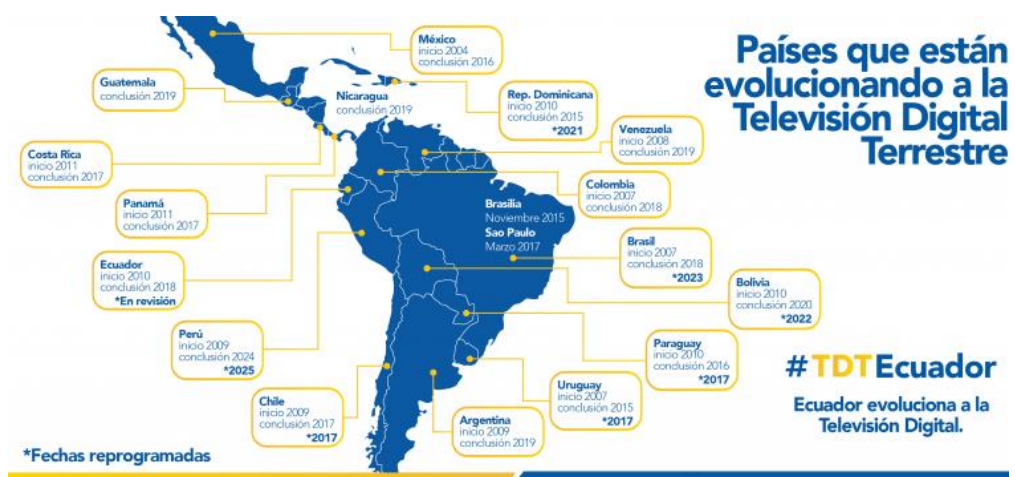 Países que están
evolucionando a la
Televisión Digital
Terrestre
México
inicio 2004
conclusión 2016
Guatemala
conclusión 2019
Nicaragua
conclusión 2019
Rep. Dominicana
inicio 2010
conclusión 2015
*2021
Venezuela
inicio 2008
conclusión 2019
Costa Rica
inicio 2011
conclusión 2017
Colombia
inicio 2007
conclusión 2018
Panamá
inicio 2011
conclusión 2017
Brasilia
Noviembre 2015
Sao Paulo
Marzo 2017
Brasil
inicio 2007
conclusión 2018
*2023
Ecuador
inicio 2010
conclusión 2018
*En revisión
Bolivia
inicio 2010
conclusión 2020
*2022
Perú
inicio 2009
conclusión 2024
*2025
Paraguay
inicio 2010
conclusión 2016
*2017
Chile
inicio 2009
conclusión 2017
*2017
Uruguay
inicio 2007
conclusión 2015
*2017
Argentina
inicio 2009
conclusión 2019
#TDTEcuador
Ecuador evoluciona a la
Televisión Digital.
*Fechas reprogramadas